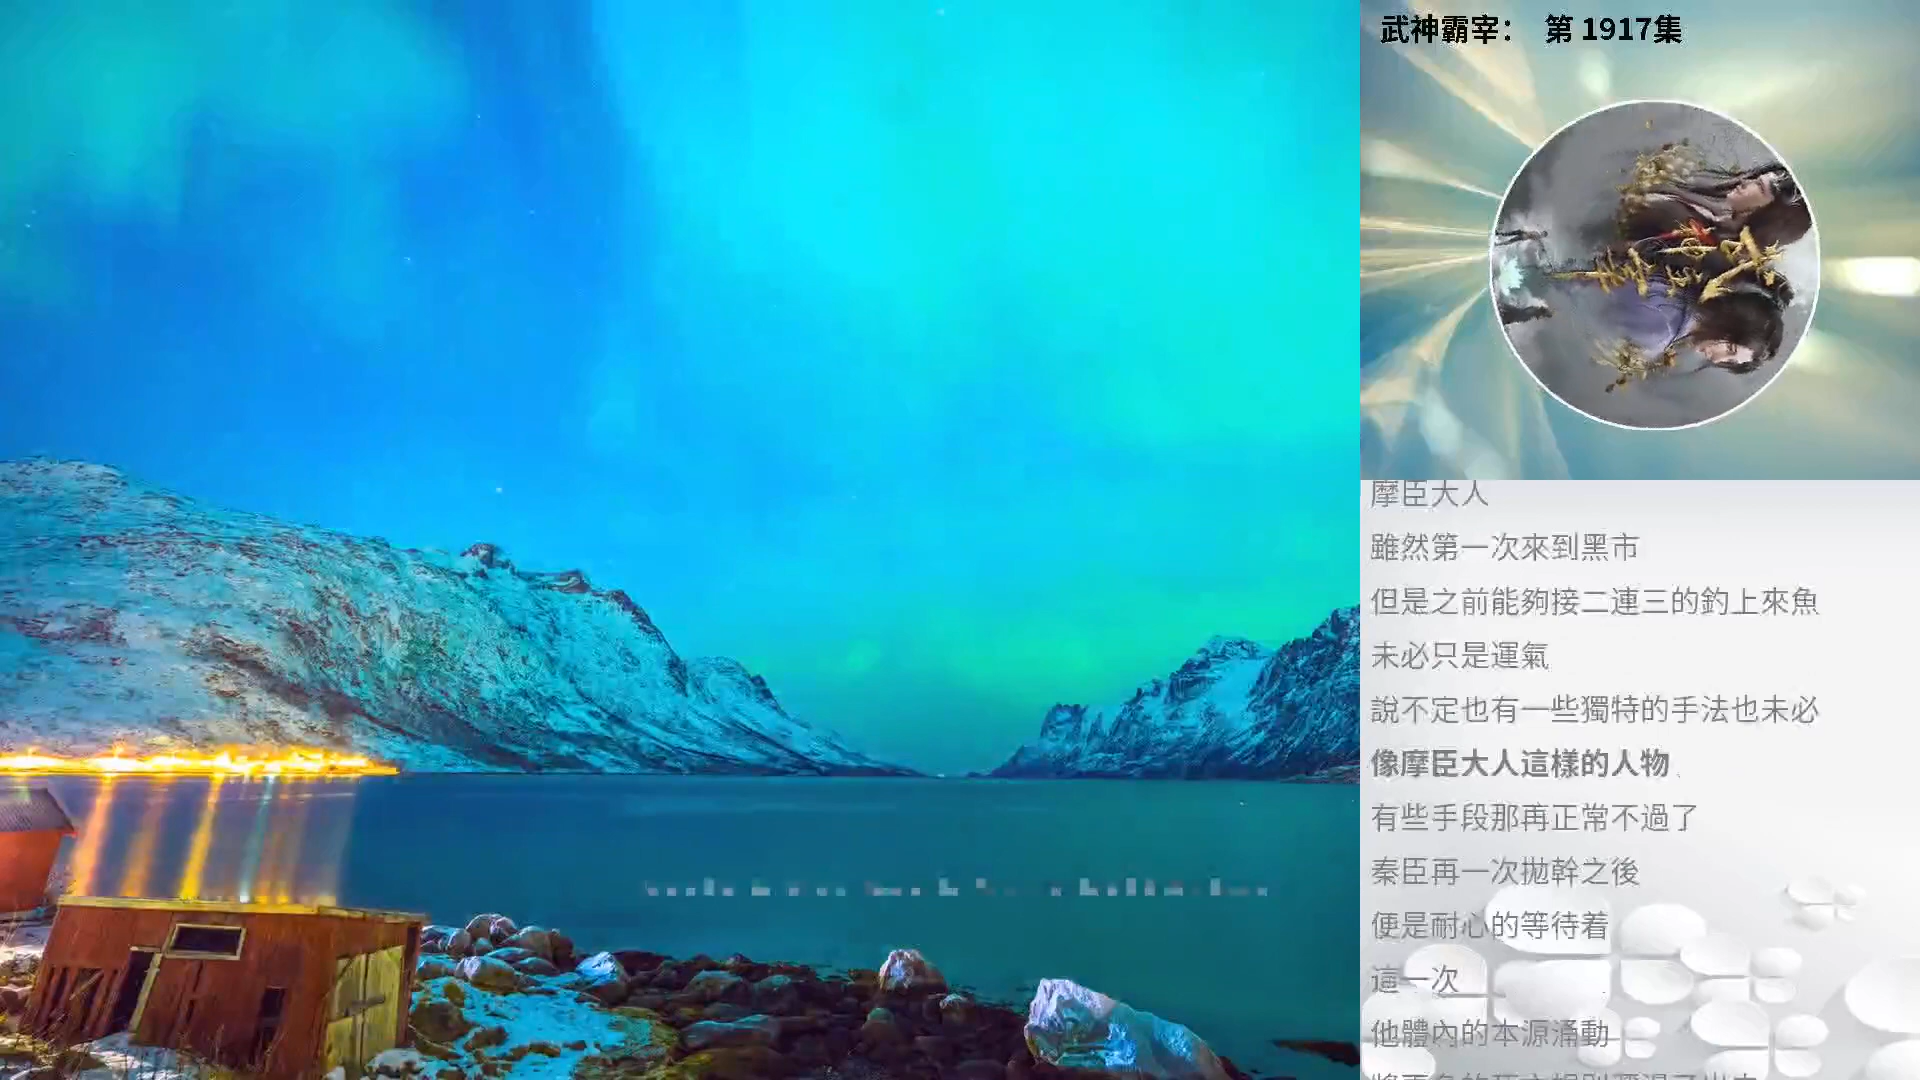 武神霸宰： 第 1917集
摩臣大人
雖然第一次來到黑市
但是之前能夠接二連三的釣上來魚
未必只是運氣
說不定也有一些獨特的手法也未必
像摩臣大人這樣的人物
有些手段那再正常不過了
秦臣再一次拋幹之後
便是耐心的等待着
這一次
他體內的本源涌動